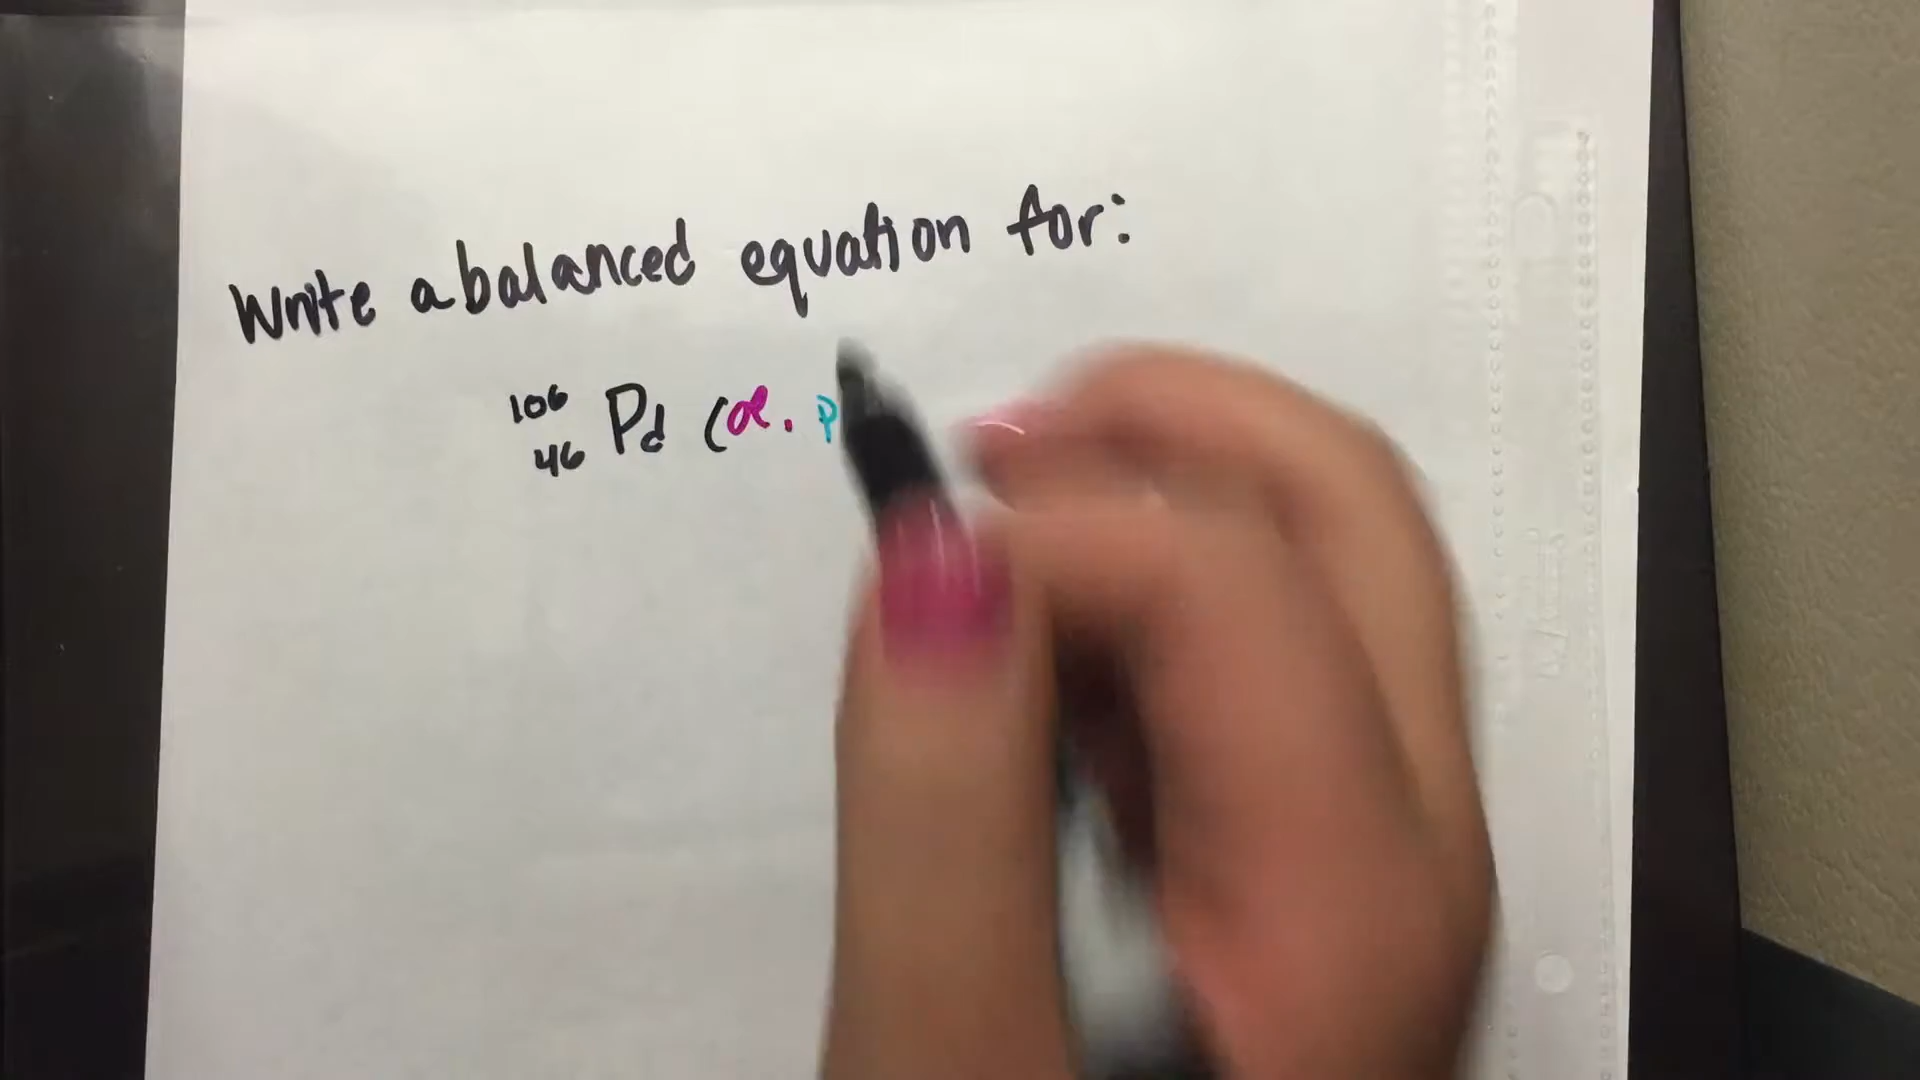 Write a balanced equation for:
106
46 Pd (α, p